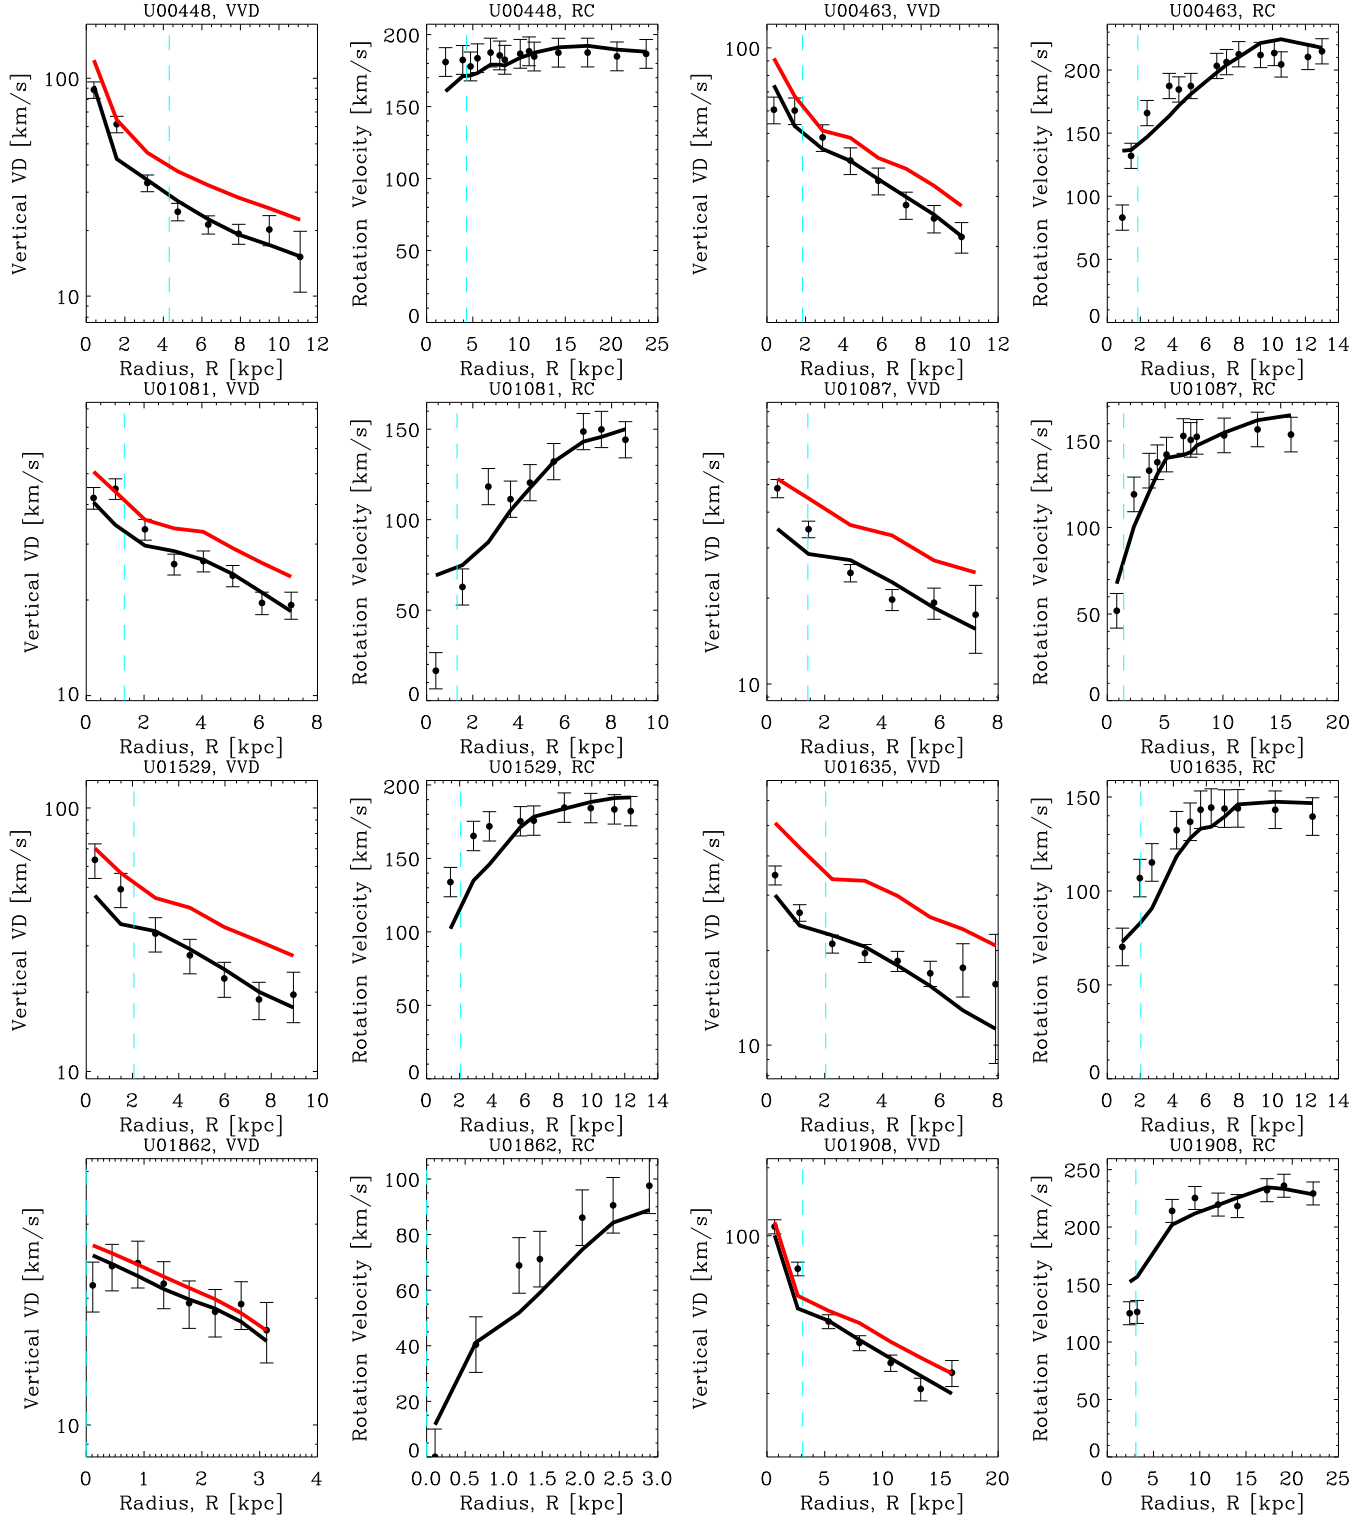 U00448, VVD
Vertical VD [km/s]
100
10
0 2 4 6 8 10 12
Radius, R [kpc]
U00448, RC
Rotation Velocity [km/s]
200
150
100
50
0
0 5 10 15 20 25
Radius, R [kpc]
U00463, VVD
Vertical VD [km/s]
100
0 2 4 6 8 10 12
Radius, R [kpc]
U00463, RC
Rotation Velocity [km/s]
200
150
100
50
0
0 2 4 6 8 10 12 14
Radius, R [kpc]
U01081, VVD
Vertical VD [km/s]
10
0 2 4 6 8
Radius, R [kpc]
U01081, RC
Rotation Velocity [km/s]
150
100
50
0
0 2 4 6 8 10
Radius, R [kpc]
U01087, VVD
Vertical VD [km/s]
10
0 2 4 6 8
Radius, R [kpc]
U01087, RC
Rotation Velocity [km/s]
150
100
50
0
0 5 10 15 20
Radius, R [kpc]
U01529, VVD
Vertical VD [km/s]
100
10
0 2 4 6 8 10
Radius, R [kpc]
U01529, RC
Rotation Velocity [km/s]
200
150
100
50
0
0 2 4 6 8 10 12 14
Radius, R [kpc]
U01635, VVD
Vertical VD [km/s]
10
0 2 4 6 8
Radius, R [kpc]
U01635, RC
Rotation Velocity [km/s]
150
100
50
0
0 2 4 6 8 10 12 14
Radius, R [kpc]
U01862, VVD
Vertical VD [km/s]
10
0 1 2 3 4
Radius, R [kpc]
U01862, RC
Rotation Velocity [km/s]
100
80
60
40
20
0
0.0 0.5 1.0 1.5 2.0 2.5 3.0
Radius, R [kpc]
U01908, VVD
Vertical VD [km/s]
100
0 5 10 15 20
Radius, R [kpc]
U01908, RC
Rotation Velocity [km/s]
250
200
150
100
50
0
0 5 10 15 20 25
Radius, R [kpc]